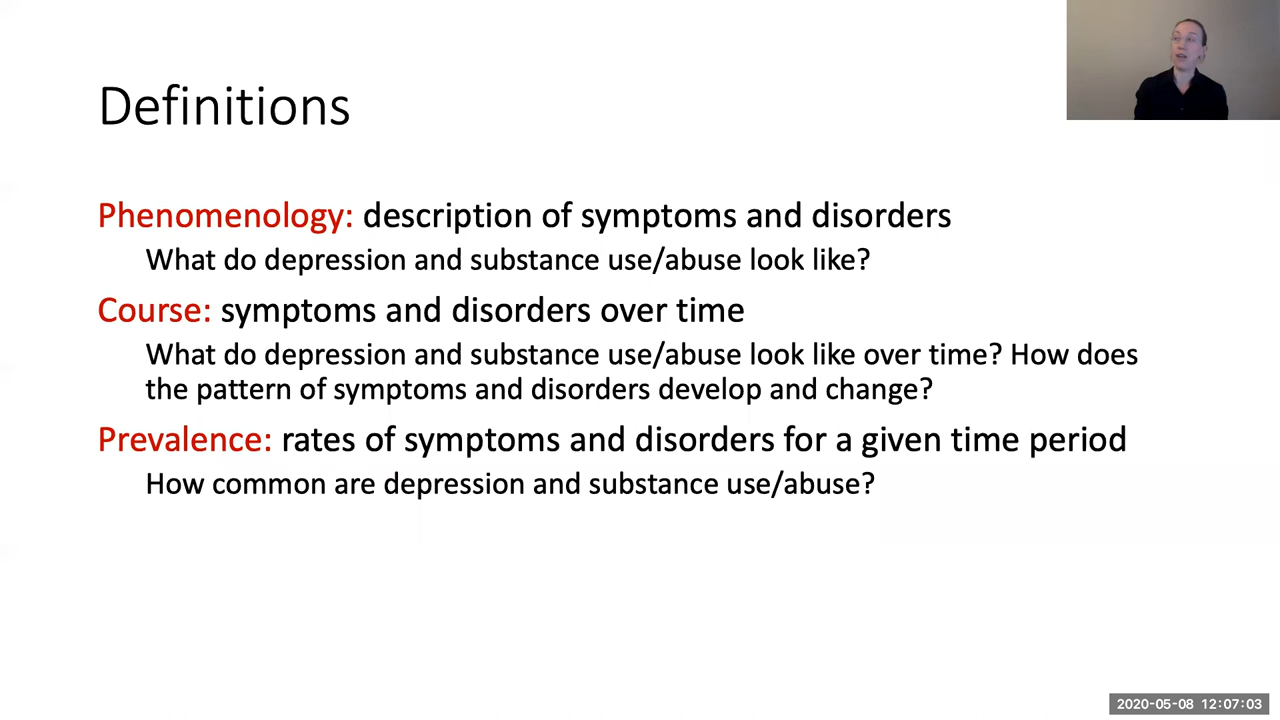 Definitions
Phenomenology: description of symptoms and disorders
What do depression and substance use/abuse look like?
Course: symptoms and disorders over time
What do depression and substance use/abuse look like over time? How does
the pattern of symptoms and disorders develop and change?
Prevalence: rates of symptoms and disorders for a given time period
How common are depression and substance use/abuse?
2020-05-08 12:07:03